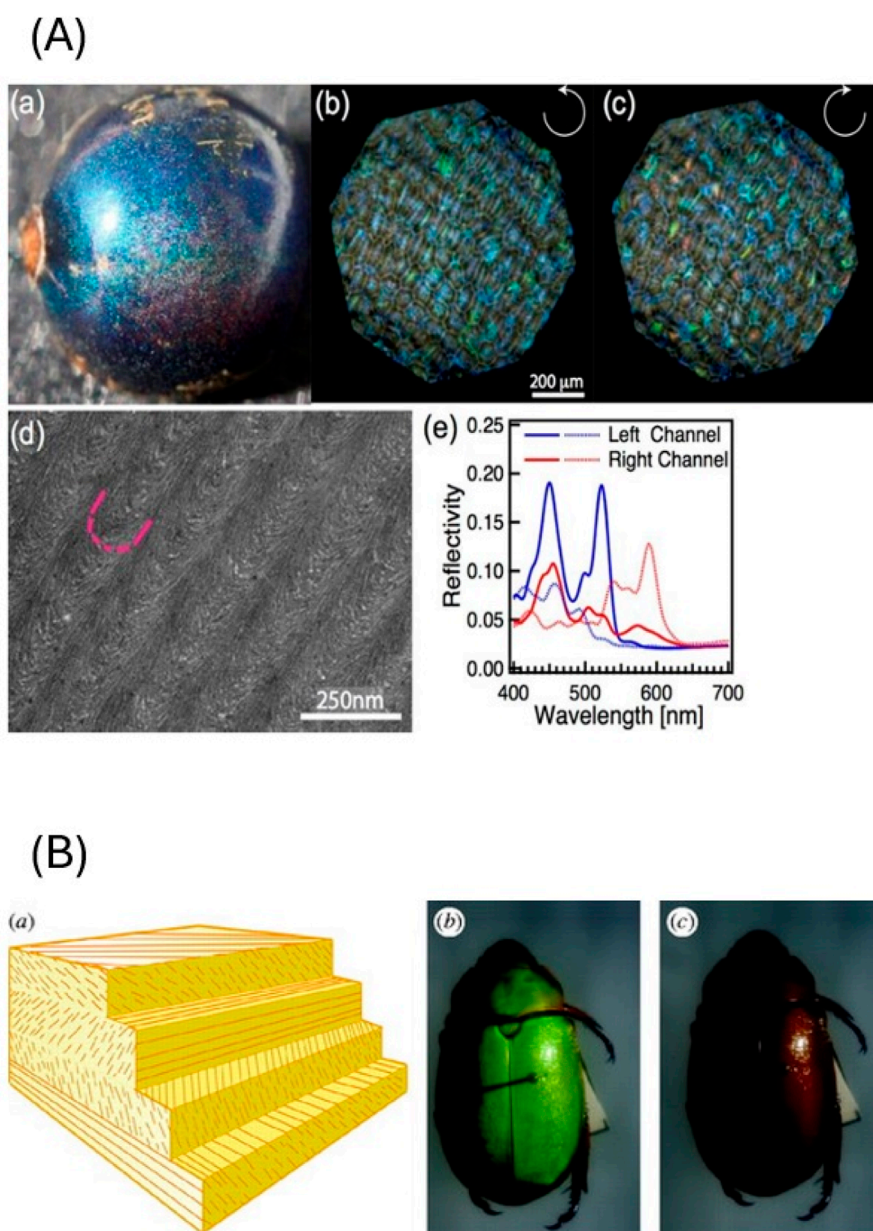 (A)
(a)
(b)
(c)
200 μm
(d)
250nm
(e)
0.25
0.20
0.15
0.10
0.05
0.00
Reflectivity
Left Channel
Right Channel
400 500 600 700
Wavelength [nm]
(B)
(a)
(b)
(c)